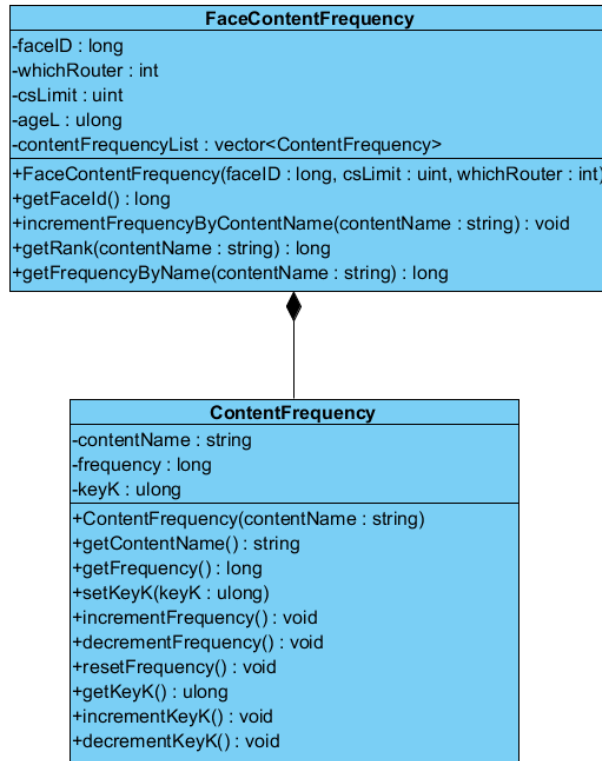 FaceContentFrequency
-faceID : long
-whichRouter : int
-csLimit : uint
-ageL : ulong
-contentFrequencyList : vector<ContentFrequency>
+FaceContentFrequency(faceID : long, csLimit : uint, whichRouter : int)
+getFaceId() : long
+incrementFrequencyByContentName(contentName : string) : void
+getRank(contentName : string) : long
+getFrequencyByName(contentName : string) : long
ContentFrequency
-contentName : string
-frequency : long
-keyK : ulong
+ContentFrequency(contentName : string)
+getContentName() : string
+getFrequency() : long
+setKeyK(keyK : ulong)
+incrementFrequency() : void
+decrementFrequency() : void
+resetFrequency() : void
+getKeyK() : ulong
+incrementKeyK() : void
+decrementKeyK() : void